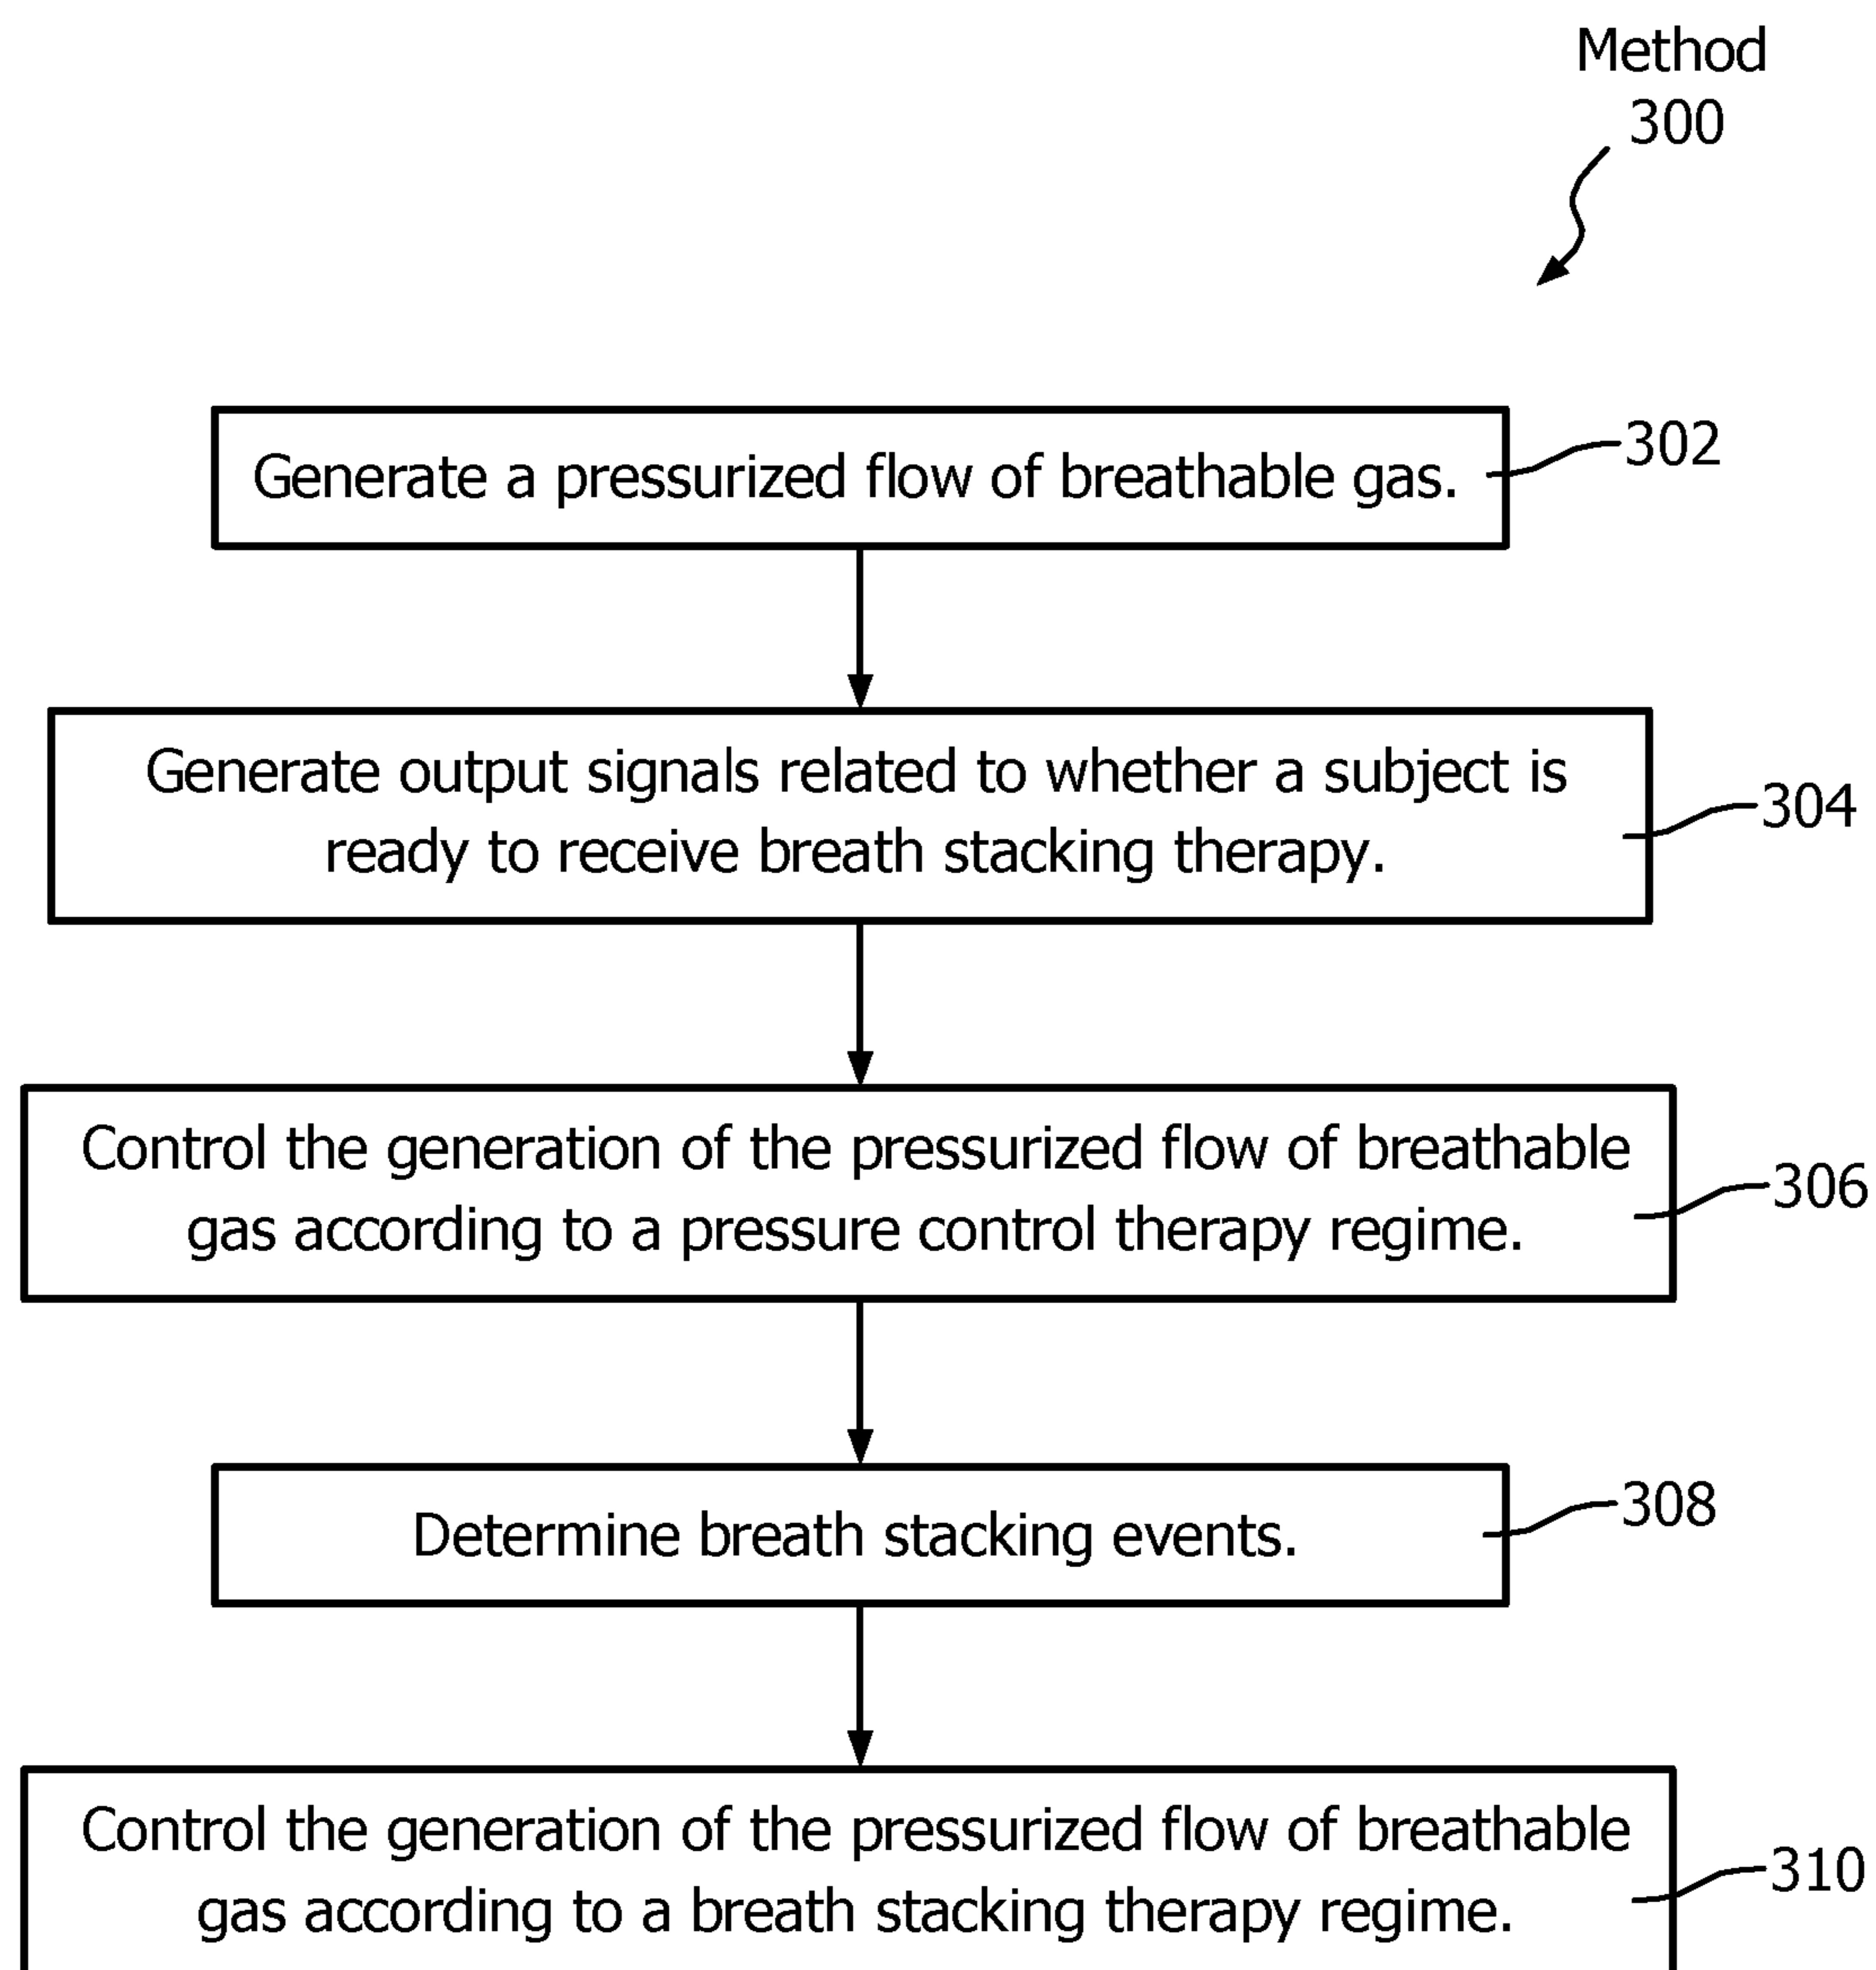 Method
300
Generate a pressurized flow of breathable gas.
302
Generate output signals related to whether a subject is
ready to receive breath stacking therapy.
304
Control the generation of the pressurized flow of breathable
gas according to a pressure control therapy regime.
306
Determine breath stacking events.
308
Control the generation of the pressurized flow of breathable
gas according to a breath stacking therapy regime.
310